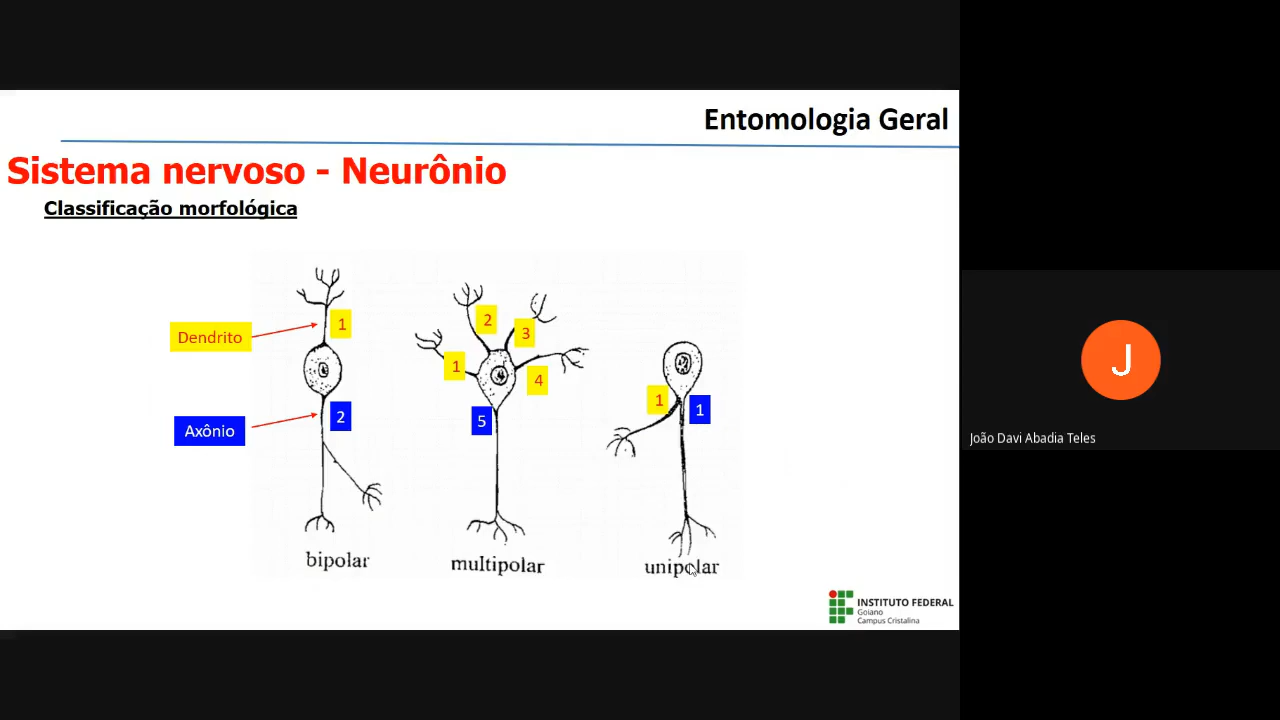 Entomologia Geral
Sistema nervoso - Neurônio
Classificação morfológica
Dendrito
1
Axônio
2
bipolar
1
2
3
4
5
multipolar
1
1
unipolar
INSTITUTO FEDERAL
Goiano
Campus Cristalina
J
João Davi Abadia Teles